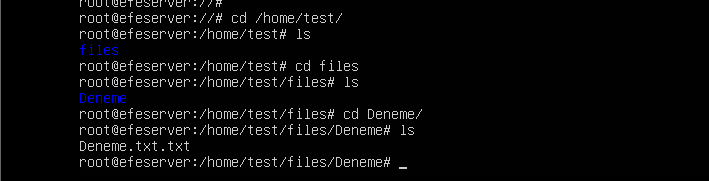 root@efeserver://#
root@efeserver://# cd /home/test/
root@efeserver:/home/test# ls
files
root@efeserver:/home/test# cd files
root@efeserver:/home/test/files# ls
Deneme
root@efeserver:/home/test/files# cd Deneme/
root@efeserver:/home/test/files/Deneme# ls
Deneme.txt.txt
root@efeserver:/home/test/files/Deneme# _